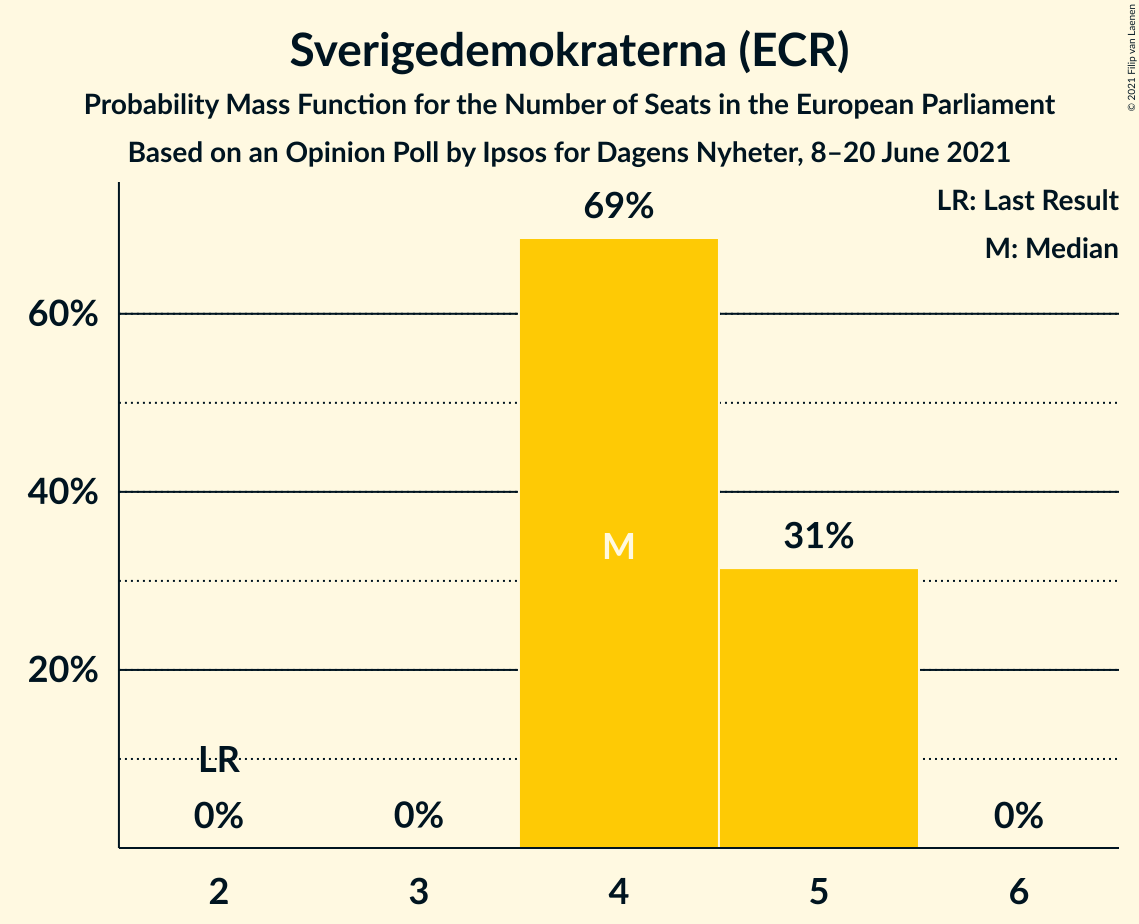 Sverigedemokraterna (ECR)
Probability Mass Function for the Number of Seats in the European Parliament
Based on an Opinion Poll by Ipsos for Dagens Nyheter, 8–20 June 2021
© 2021 Filip van Laenen
LR: Last Result
M: Median
69%
60%
40%
31%
M
20%
LR
0%
0%
0%
2
3
4
5
6